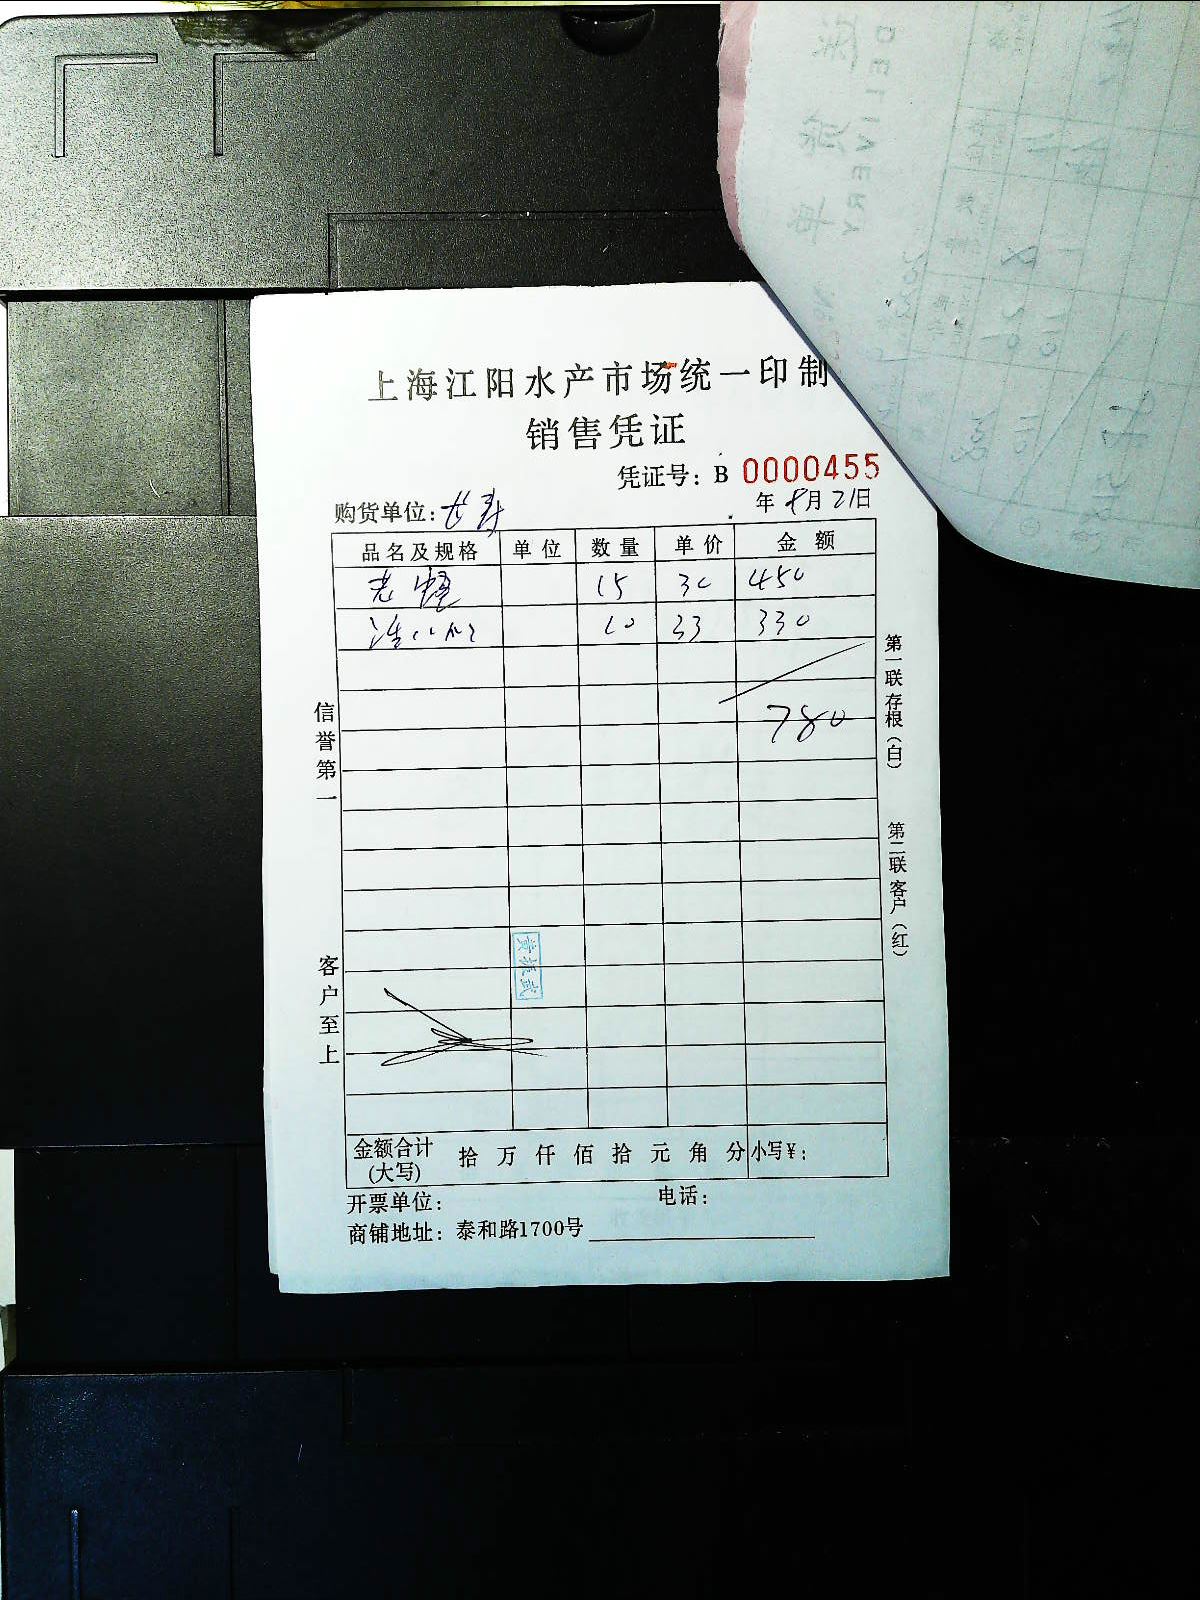 上海江阳水产市场统一印制
销售凭证
凭证号: B 0000455
购货单位: 年 8月21日
品名及规格 单位 数量 单价 金额
15 30 450
10 33 330
780
信誉第一
客户至上
第一联存根(白)
第二联客户(红)
金额合计(大写) 拾 万 仟 佰 拾 元 角 分 小写¥:
开票单位: 电话:
商铺地址: 泰和路1700号
DELIVERY